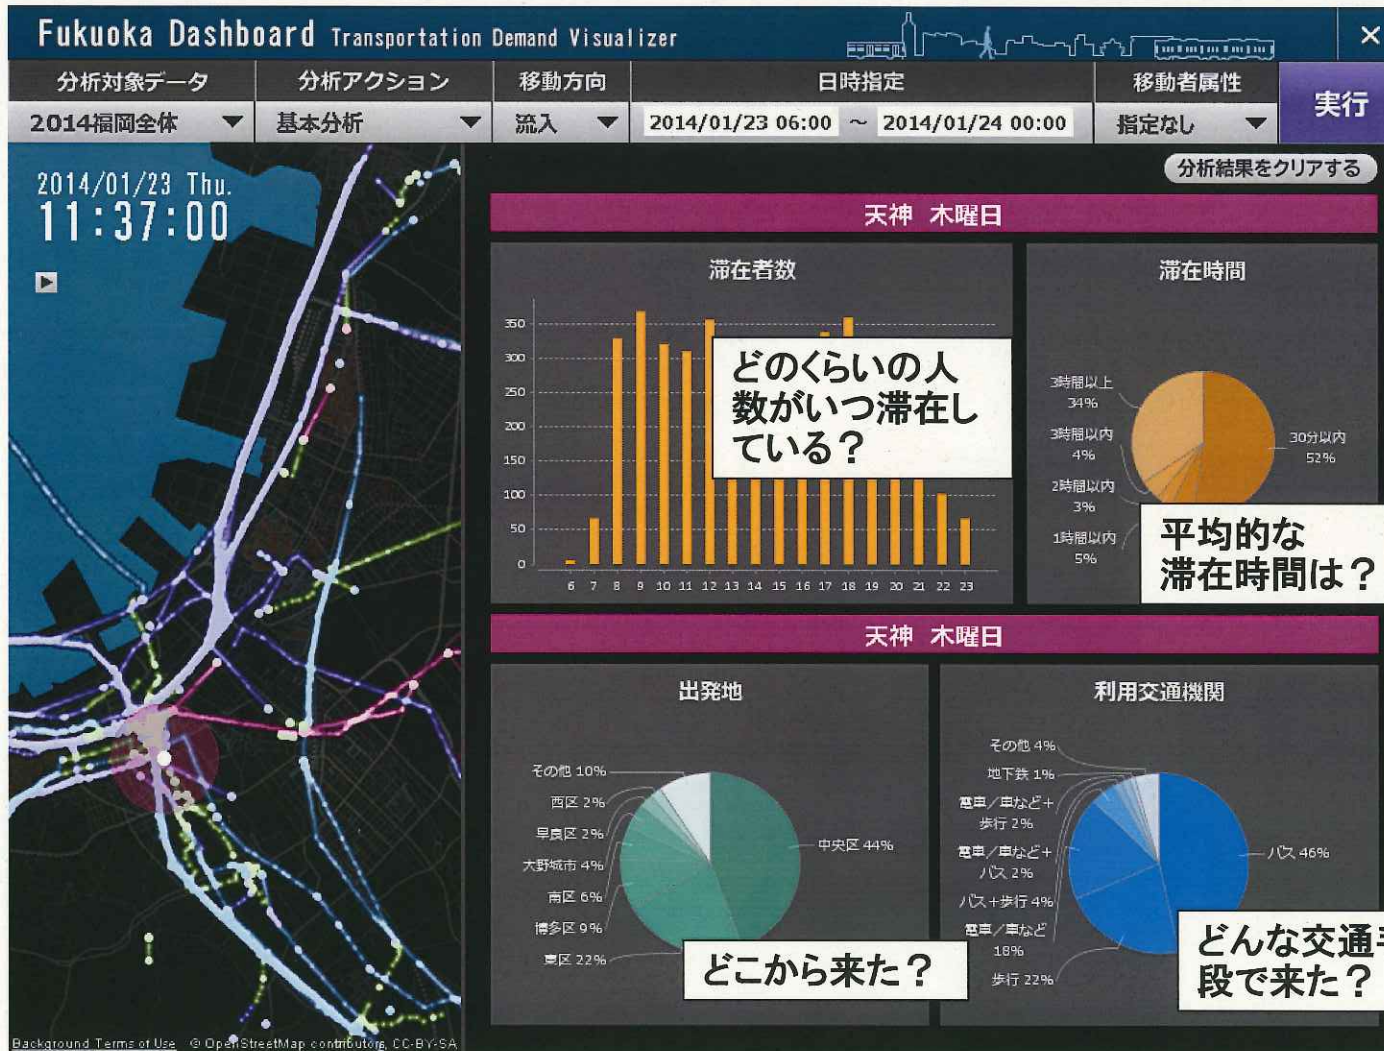 Fukuoka Dashboard Transportation Demand Visualizer
×
分析対象データ
分析アクション
移動方向
日時指定
移動者属性
実行
2014福岡全体
基本分析
流入
2014/01/23 06:00 ～ 2014/01/24 00:00
指定なし
2014/01/23 Thu.
11:37:00
分析結果をクリアする
天神 木曜日
滞在者数
350
300
250
200
150
100
50
0
6 7 8 9 10 11 12 13 14 15 16 17 18 19 20 21 22 23
どのくらいの人
数がいつ滞在し
ている？
滞在時間
3時間以上
34%
3時間以内
4%
2時間以内
3%
1時間以内
5%
30分以内
52%
平均的な
滞在時間は？
天神 木曜日
出発地
その他 10%
西区 2%
早良区 2%
大野城市 4%
南区 6%
博多区 9%
東区 22%
中央区 44%
どこから来た？
利用交通機関
その他 4%
地下鉄 1%
電車／車など+
歩行 2%
電車／車など+
バス 2%
バス+歩行 4%
電車／車など
18%
歩行 22%
バス 46%
どんな交通手
段で来た？
Background Terms of Use © OpenStreetMap contributors, CC-BY-SA